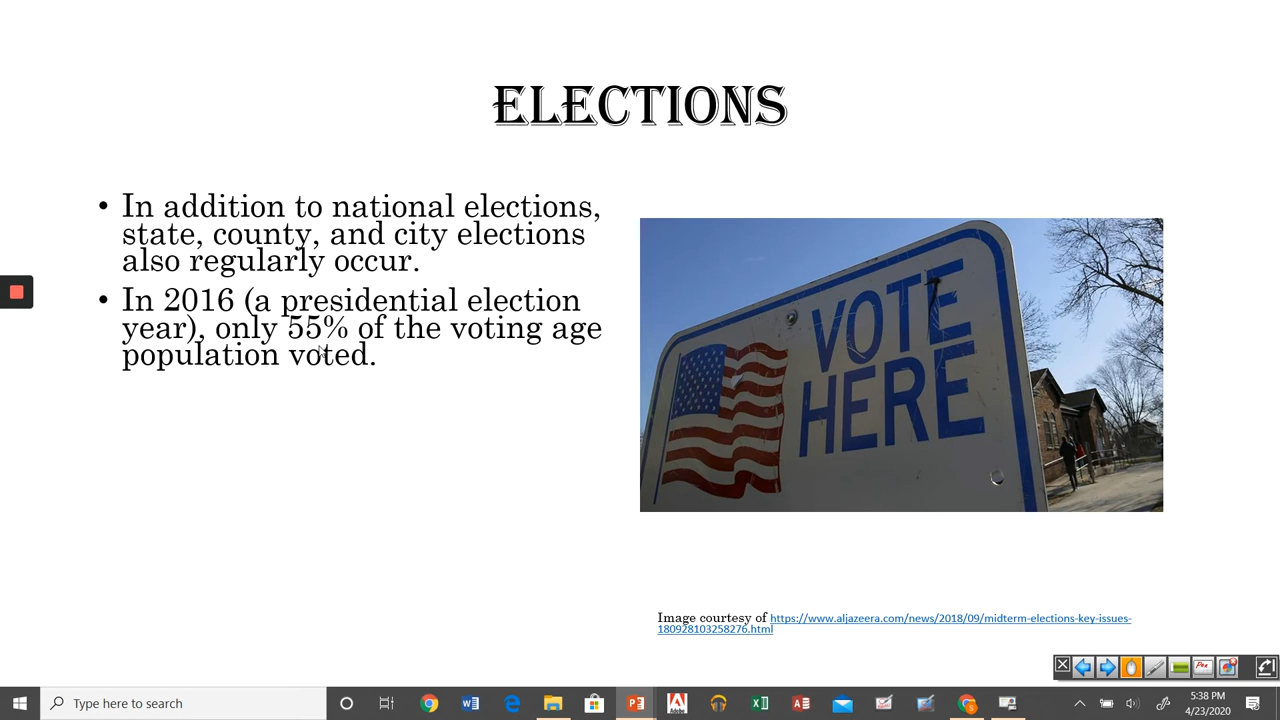 ELECTIONS
• In addition to national elections,
state, county, and city elections
also regularly occur.
• In 2016 (a presidential election
year), only 55% of the voting age
population voted.
VOTE
HERE
Image courtesy of https://www.aljazeera.com/news/2018/09/midterm-elections-key-issues-
180928103258276.html
Type here to search
5:38 PM
4/23/2020